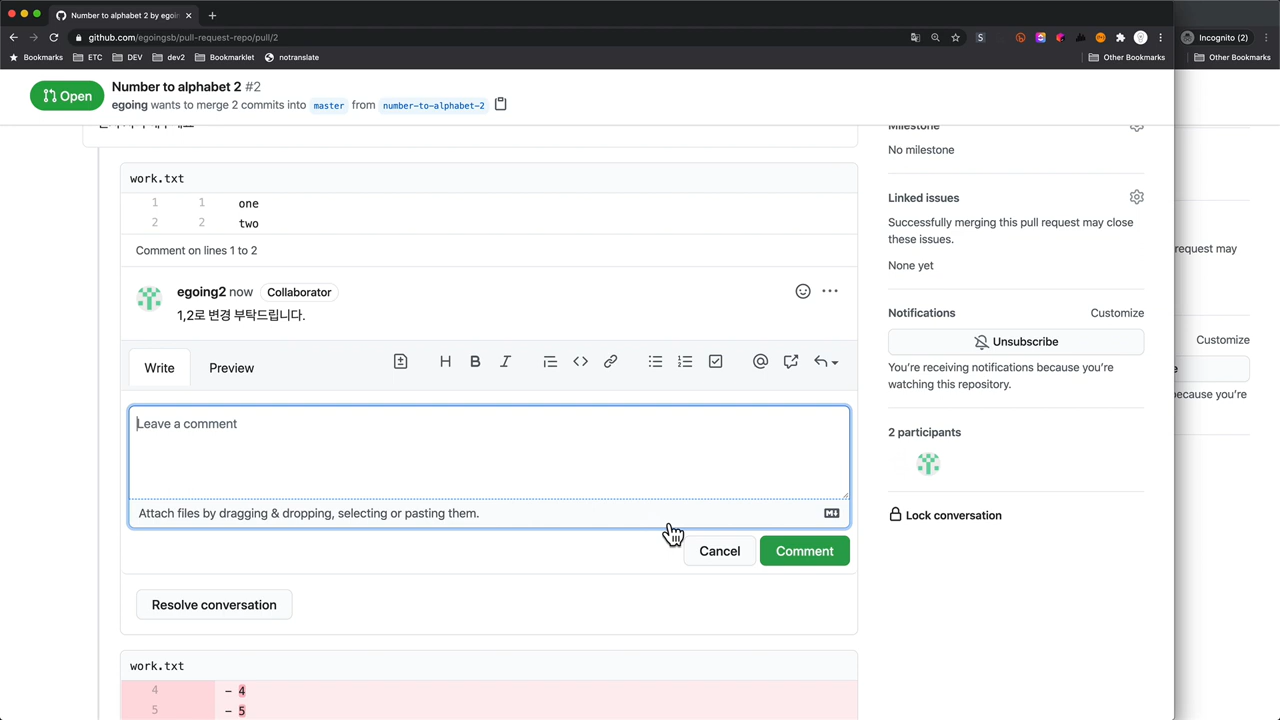 Number to alphabet 2 by egoin
github.com/egoingsb/pull-request-repo/pull/2
Incognito (2)
Bookmarks ETC DEV dev2 Bookmarklet notranslate Other Bookmarks
Other Bookmarks
Open
Number to alphabet 2 #2
egoing wants to merge 2 commits into master from number-to-alphabet-2
Milestone
No milestone
work.txt
1 1 one
2 2 two
Comment on lines 1 to 2
egoing2 now Collaborator
1,2로 변경 부탁드립니다.
Write Preview
H B I
Leave a comment
Attach files by dragging & dropping, selecting or pasting them.
Cancel Comment
Resolve conversation
work.txt
4 - 4
5 - 5
Linked issues
Successfully merging this pull request may close
these issues.
None yet
Notifications Customize
Unsubscribe
You're receiving notifications because you're
watching this repository.
2 participants
Lock conversation
request may
Customize
e
ecause you're